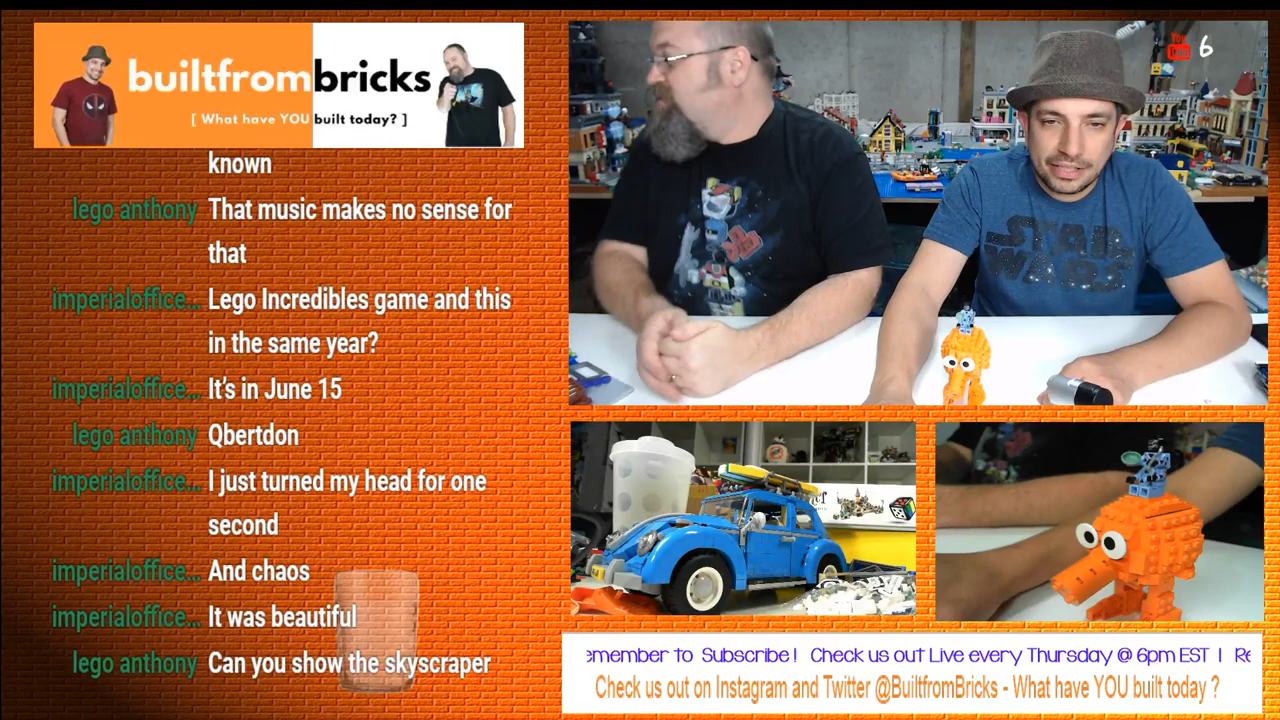 builtfrombricks
[ What have YOU built today? ]
known
lego anthony That music makes no sense for
that
imperialoffice... Lego Incredibles game and this
in the same year?
imperialoffice... It's in June 15
lego anthony Qbertdon
imperialoffice... I just turned my head for one
second
imperialoffice... And chaos
imperialoffice... It was beautiful
lego anthony Can you show the skyscraper
You
Tube 6
STAR
WARS
emember to Subscribe! Check us out Live every Thursday @ 6pm EST | Re
Check us out on Instagram and Twitter @BuiltfromBricks - What have YOU built today ?